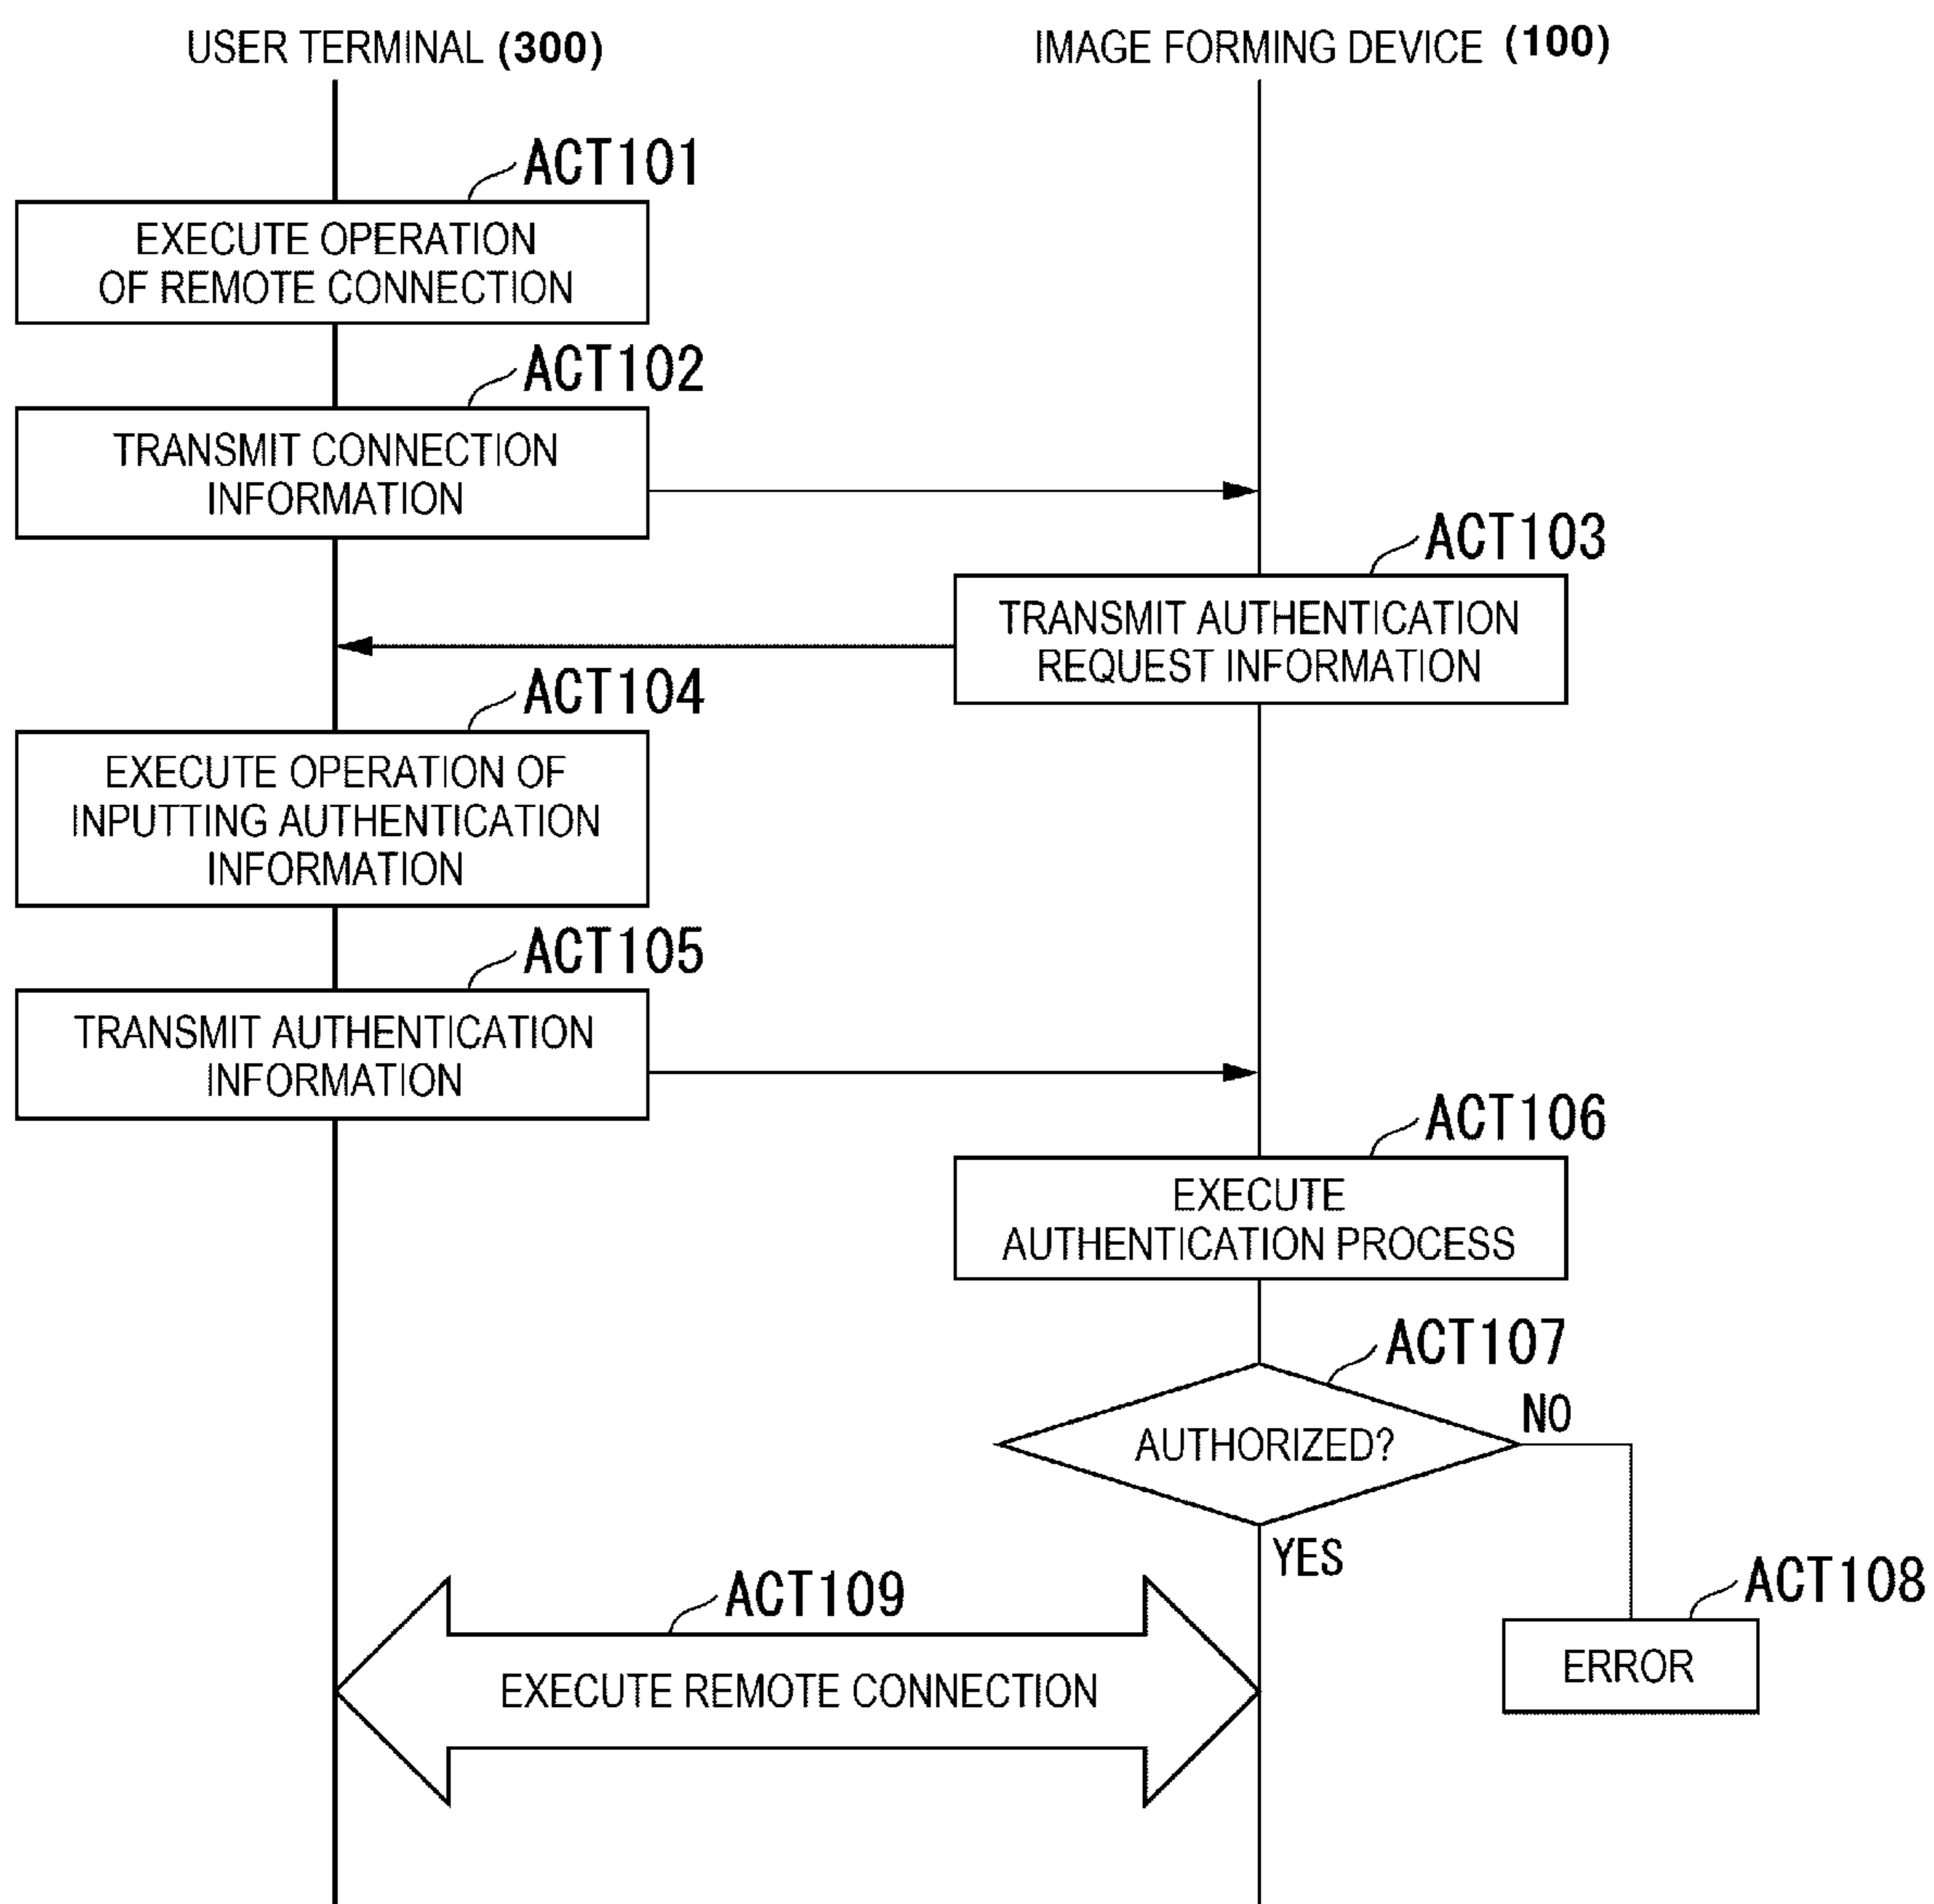 USER TERMINAL (300)
IMAGE FORMING DEVICE (100)
ACT101
EXECUTE OPERATION
OF REMOTE CONNECTION
ACT102
TRANSMIT CONNECTION
INFORMATION
ACT103
TRANSMIT AUTHENTICATION
REQUEST INFORMATION
ACT104
EXECUTE OPERATION OF
INPUTTING AUTHENTICATION
INFORMATION
ACT105
TRANSMIT AUTHENTICATION
INFORMATION
ACT106
EXECUTE
AUTHENTICATION PROCESS
ACT107
AUTHORIZED?
NO
YES
ACT108
ERROR
ACT109
EXECUTE REMOTE CONNECTION